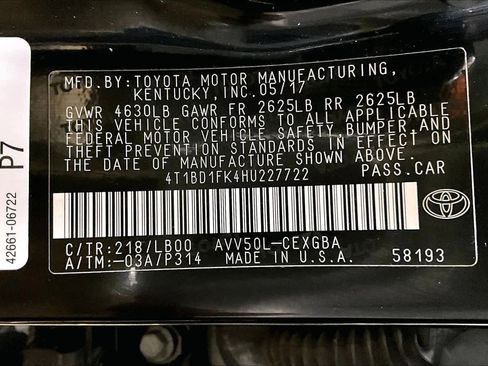 MFD.BY:TOYOTA MOTOR MANUFACTURING,
KENTUCKY,INC.05/17
GVWR 4630LB GAWR FR 2625LB RR 2625LB
THIS VEHICLE CONFORMS TO ALL APPLICABLE
FEDERAL MOTOR VEHICLE SAFETY,BUMPER,AND
THEFT PREVENTION STANDARDS IN EFFECT ON THE
DATE OF MANUFACTURE SHOWN ABOVE.
4T1BD1FK4HU227722 PASS.CAR
C/TR:218/LB00 AVV50L-CEXGBA
A/TM:-03A/P314 MADE IN U.S.A. 58193
P7
42661-06722